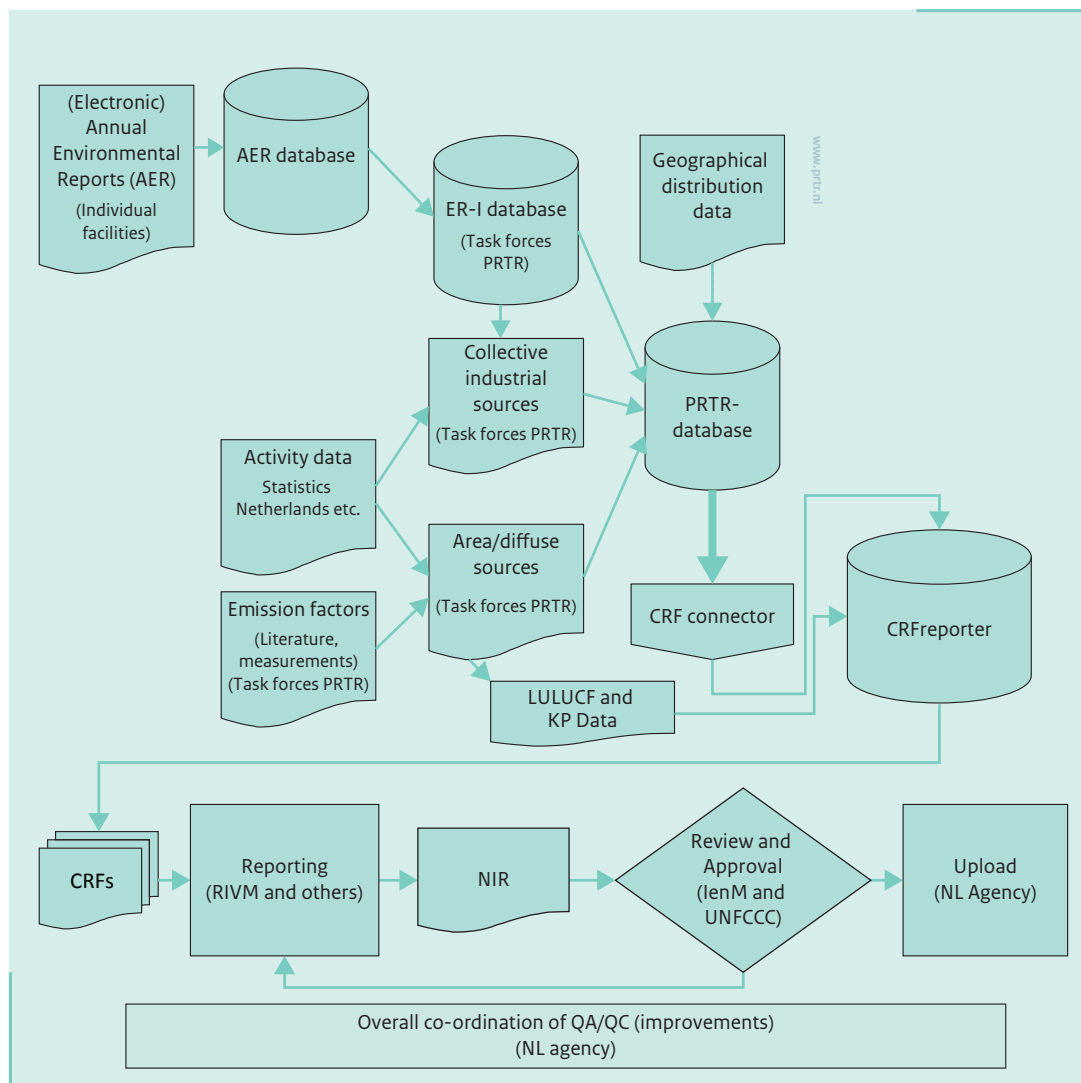 (Electronic)
Annual
Environmental
Reports (AER)
(Individual
facilities)
AER database
ER-I database
(Task forces
PRTR)
Geographical
distribution
data
www.prtr.nl
Collective
industrial
sources
(Task forces PRTR)
PRTR-
database
Activity data
Statistics
Netherlands etc.
Area/diffuse
sources
(Task forces PRTR)
Emission factors
(Literature,
measurements)
(Task forces PRTR)
CRF connector
CRFreporter
LULUCF and
KP Data
CRFs
Reporting
(RIVM and others)
NIR
Review and
Approval
(IenM and
UNFCCC)
Upload
(NL Agency)
Overall co-ordination of QA/QC (improvements)
(NL agency)